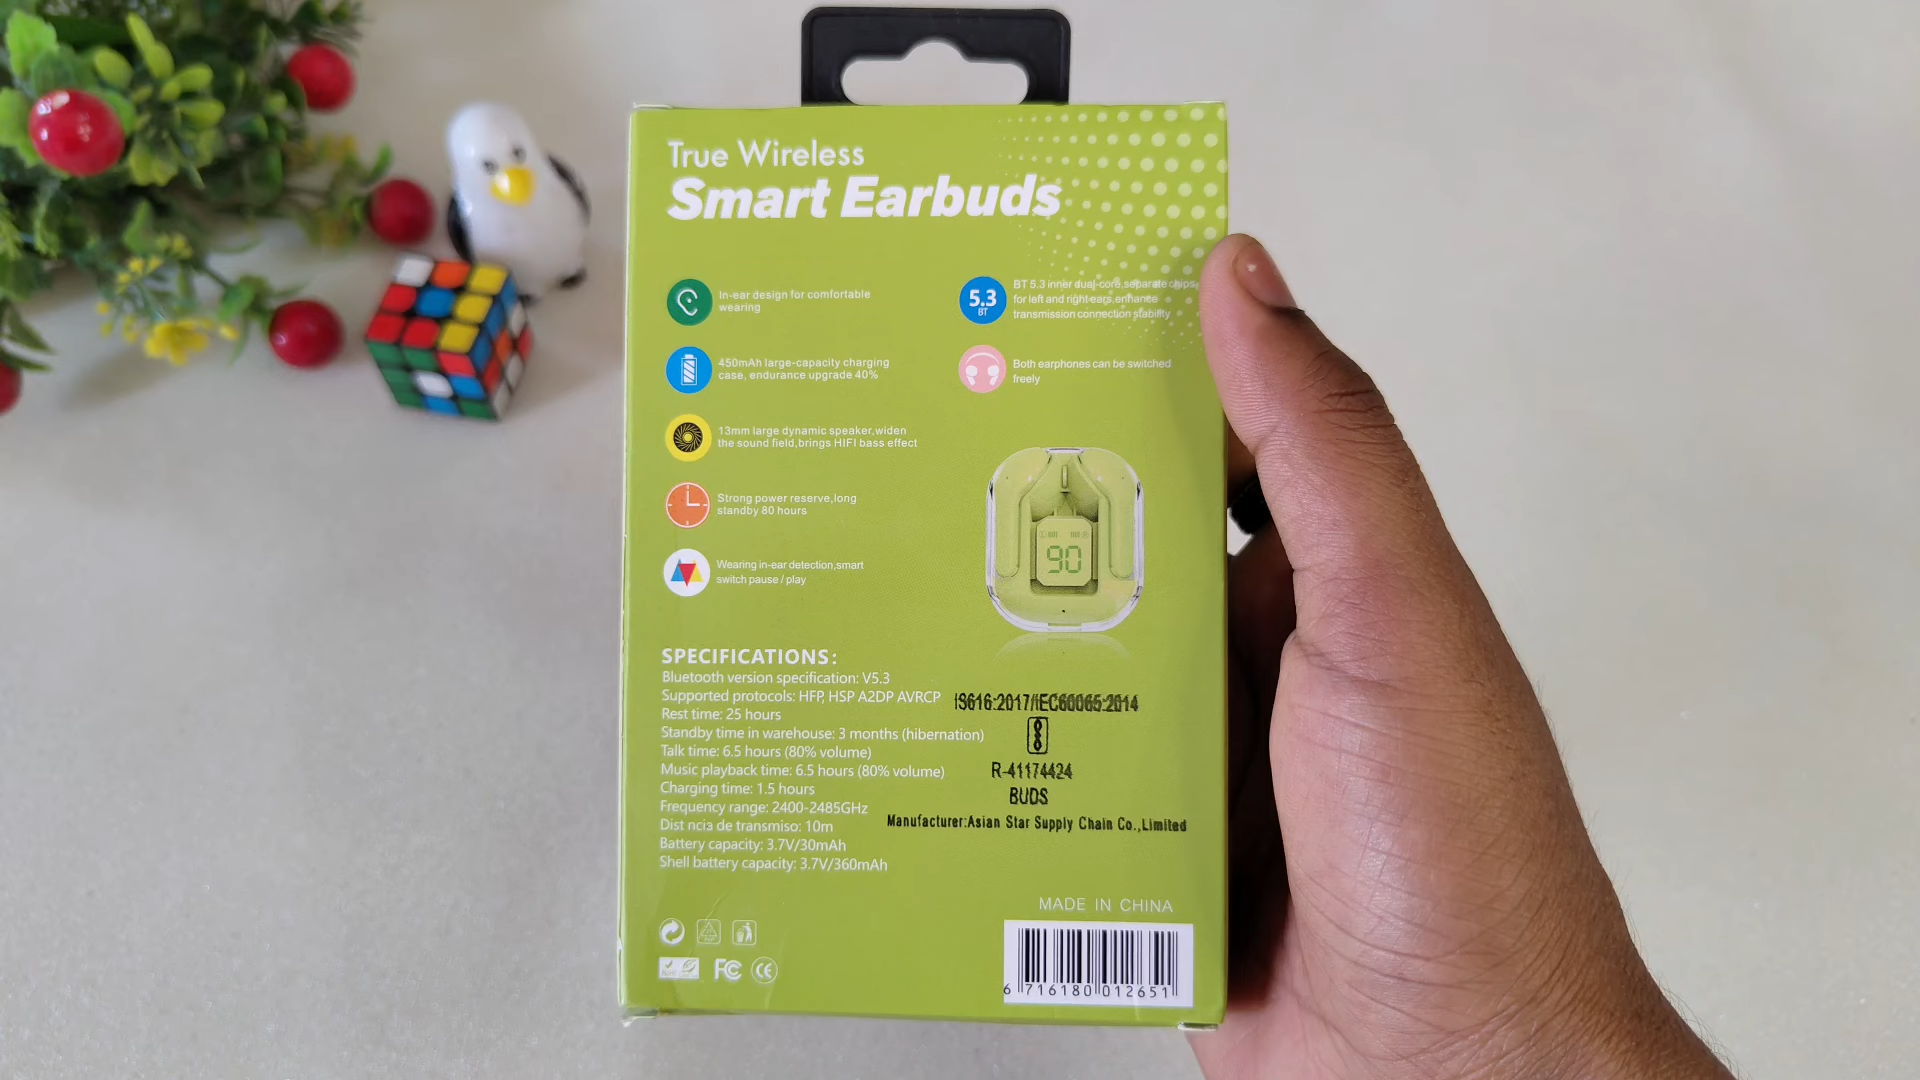 True Wireless
Smart Earbuds
In-ear design for comfortable
wearing
450mAh large-capacity charging
case, endurance upgrade 40%
13mm large dynamic speaker,widen
the sound field,brings HIFI bass effect
Strong power reserve,long
standby 80 hours
Wearing in-ear detection,smart
switch pause / play
5.3
BT
BT 5.3 inner dual-core,separate chips
for left and right ears,enhance
transmission connection stability
Both earphones can be switched
freely
90
SPECIFICATIONS:
Bluetooth version specification: V5.3
Supported protocols: HFP, HSP A2DP AVRCP
Rest time: 25 hours
Standby time in warehouse: 3 months (hibernation)
Talk time: 6.5 hours (80% volume)
Music playback time: 6.5 hours (80% volume)
Charging time: 1.5 hours
Frequency range: 2400-2485GHz
Dist ncia de transmiso: 10m
Battery capacity: 3.7V/30mAh
Shell battery capacity: 3.7V/360mAh
IS616:2017/IEC60065:2014
R-41174424
BUDS
Manufacturer:Asian Star Supply Chain Co.,Limited
FC CE
MADE IN CHINA
6 716180 012651